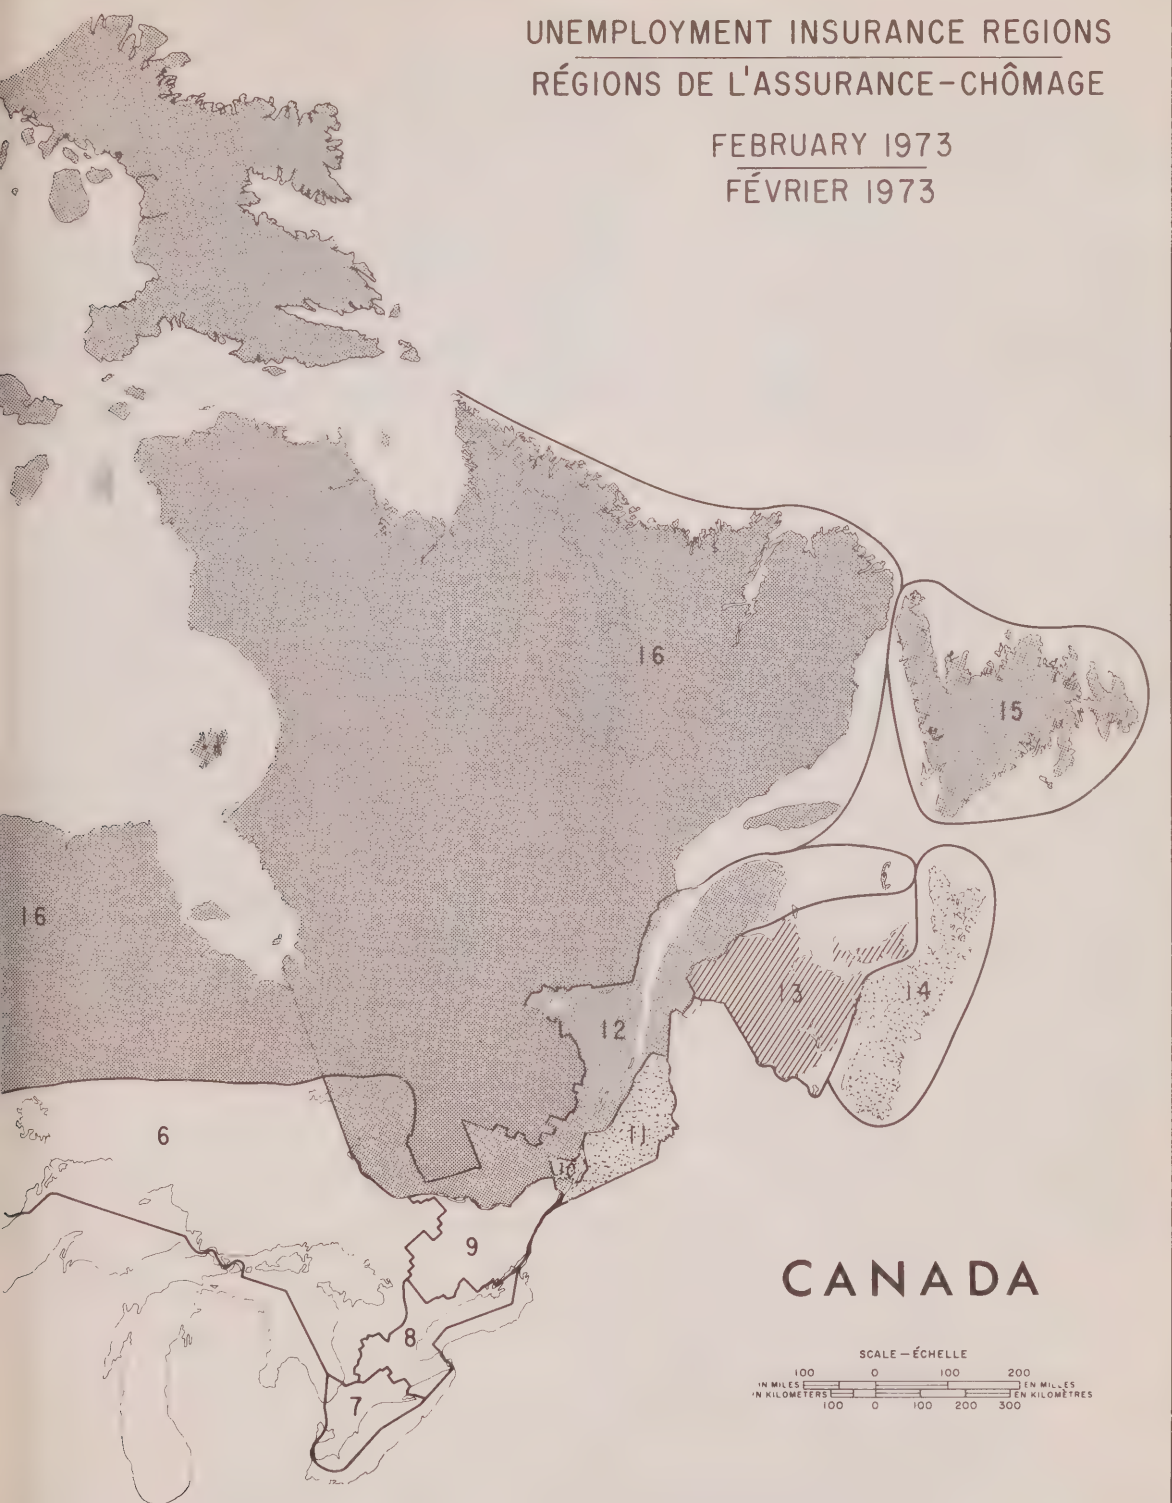 UNEMPLOYMENT INSURANCE REGIONS
RÉGIONS DE L'ASSURANCE-CHÔMAGE
FEBRUARY 1973
FÉVRIER 1973
16
15
16
14
13
12
6
11
10
9
8
7
CANADA
SCALE — ÉCHELLE
100 0 100 200
IN MILES EN MILLES
IN KILOMETERS EN KILOMÈTRES
100 0 100 200 300